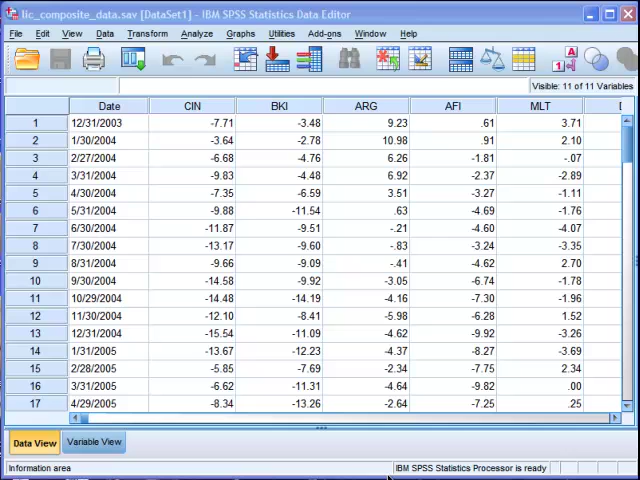 lic_composite_data.sav [DataSet1] - IBM SPSS Statistics Data Editor
File Edit View Data Transform Analyze Graphs Utilities Add-ons Window Help
Visible: 11 of 11 Variables
Date CIN BKI ARG AFI MLT
1 12/31/2003 -7.71 -3.48 9.23 .61 3.71
2 1/30/2004 -3.64 -2.78 10.98 .91 2.10
3 2/27/2004 -6.68 -4.76 6.26 -1.81 -.07
4 3/31/2004 -9.83 -4.48 6.92 -2.37 -2.89
5 4/30/2004 -7.35 -6.59 3.51 -3.27 -1.11
6 5/31/2004 -9.88 -11.54 .63 -4.69 -1.76
7 6/30/2004 -11.87 -9.51 -.21 -4.60 -4.07
8 7/30/2004 -13.17 -9.60 -.83 -3.24 -3.35
9 8/31/2004 -9.66 -9.09 -.41 -4.62 2.70
10 9/30/2004 -14.58 -9.92 -3.05 -6.74 -1.78
11 10/29/2004 -14.48 -14.19 -4.16 -7.30 -1.96
12 11/30/2004 -12.10 -8.41 -5.98 -6.28 1.52
13 12/31/2004 -15.54 -11.09 -4.62 -9.92 -3.26
14 1/31/2005 -13.67 -12.23 -4.37 -8.27 -3.69
15 2/28/2005 -5.85 -7.69 -2.34 -7.75 2.34
16 3/31/2005 -6.62 -11.31 -4.64 -9.82 .00
17 4/29/2005 -8.34 -13.26 -2.64 -7.25 .25
Data View Variable View
Information area IBM SPSS Statistics Processor is ready